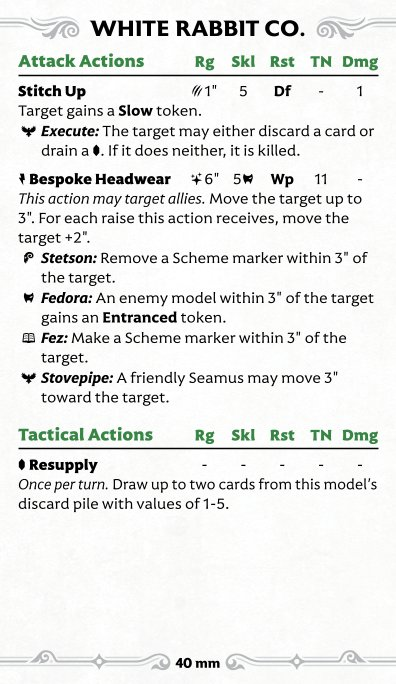 WHITE RABBIT CO.
Attack Actions Rg Skl Rst TN Dmg
Stitch Up 1" 5 Df - 1
Target gains a Slow token.
Execute: The target may either discard a card or
drain a . If it does neither, it is killed.
Bespoke Headwear 6" 5 Wp 11 -
This action may target allies. Move the target up to
3". For each raise this action receives, move the
target +2".
Stetson: Remove a Scheme marker within 3" of
the target.
Fedora: An enemy model within 3" of the target
gains an Entranced token.
Fez: Make a Scheme marker within 3" of the
target.
Stovepipe: A friendly Seamus may move 3"
toward the target.
Tactical Actions Rg Skl Rst TN Dmg
Resupply - - - - -
Once per turn. Draw up to two cards from this model's
discard pile with values of 1-5.
40 mm